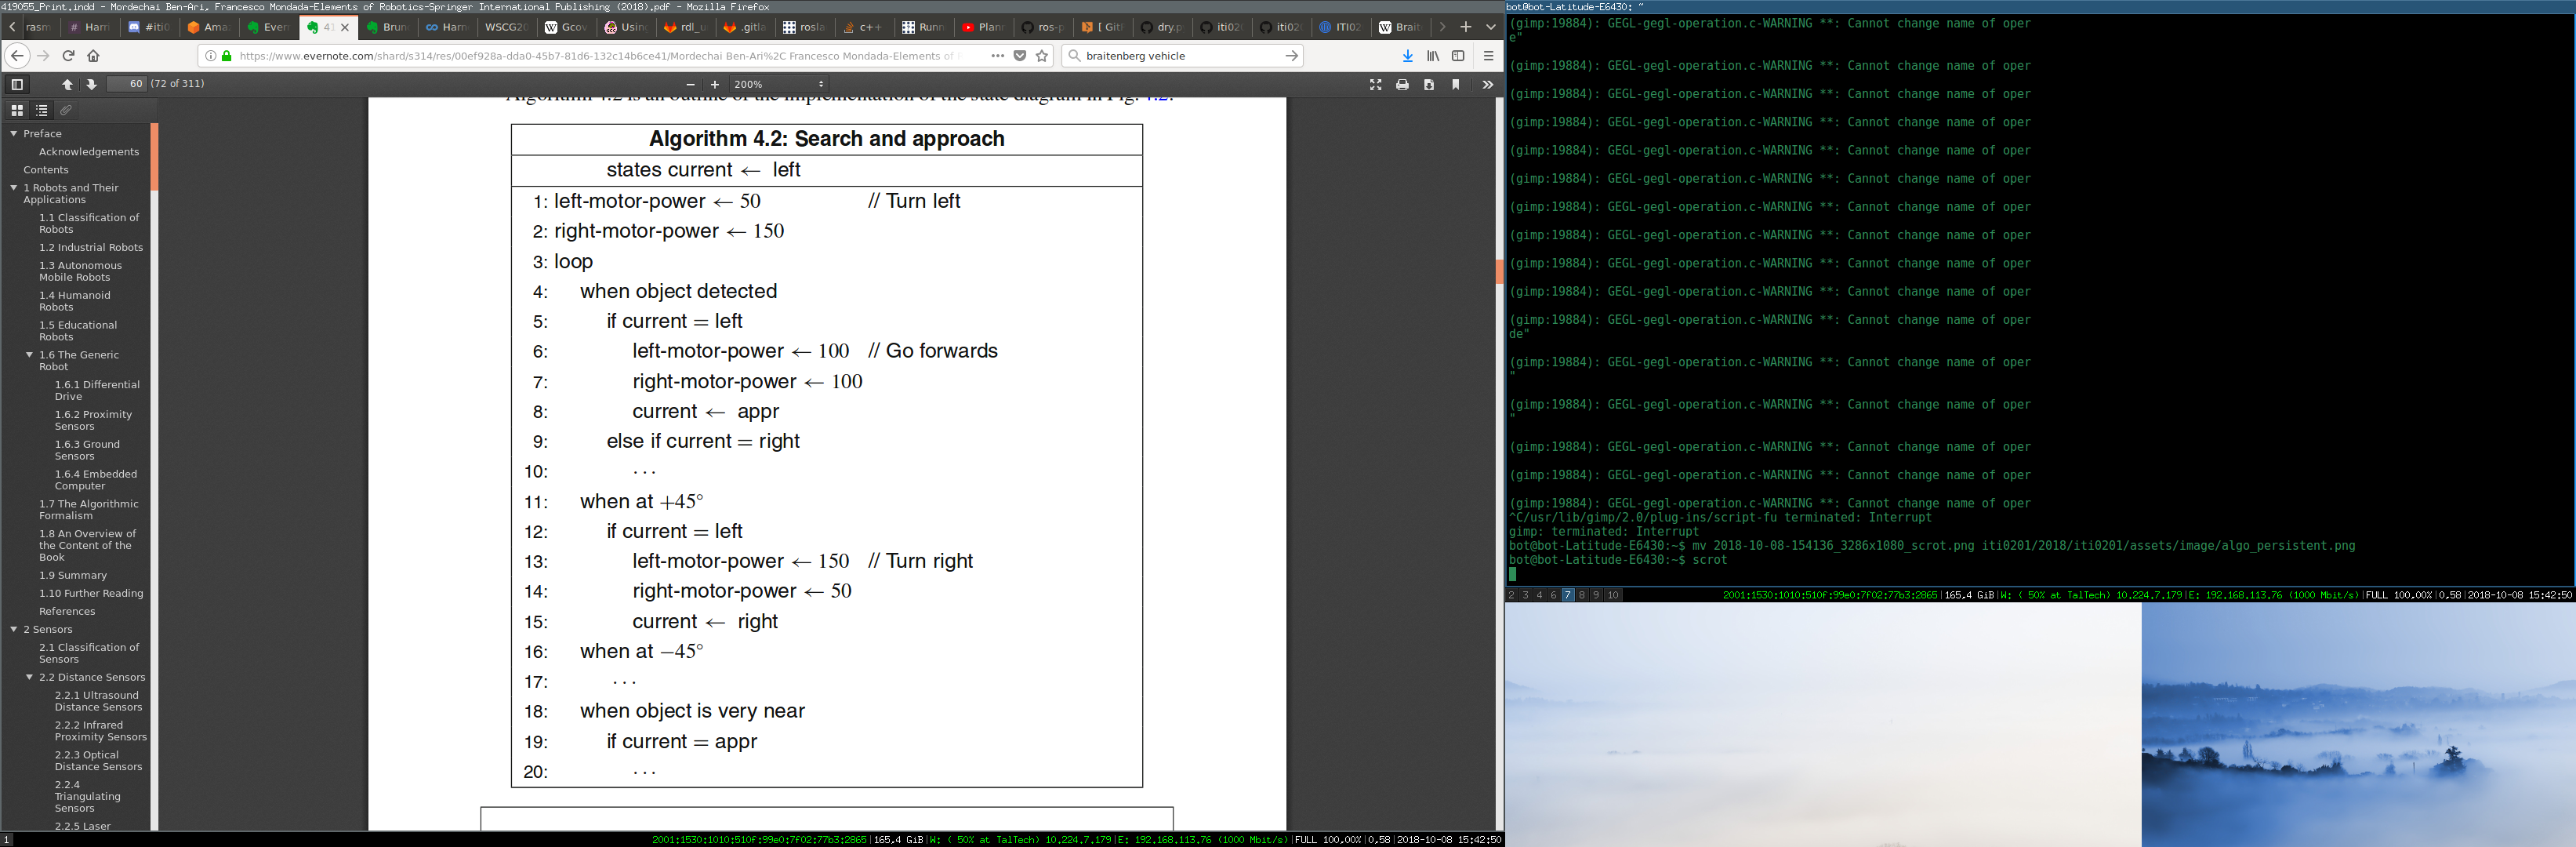 419055_Print.indd - Mordechai Ben-Ari, Francesco Mondada-Elements of Robotics-Springer International Publishing (2018).pdf - Mozilla Firefox
rasm
Harri
#iti0
Ama
Ever
41
Brun
Harn
WSCG20
Gcov
Using
rdl_u
.gitla
rosla
c++
Runn
Plann
ros-p
[ Gitl
dry.p
iti020
iti020
ITI02
Brait
https://www.evernote.com/shard/s314/res/00ef928a-dda0-45b7-81d6-132c14b6ce41/Mordechai Ben-Ari%2C Francesco Mondada-Elements of
braitenberg vehicle
60 (72 of 311)
200%
Preface
Acknowledgements
Contents
1 Robots and Their
Applications
1.1 Classification of
Robots
1.2 Industrial Robots
1.3 Autonomous
Mobile Robots
1.4 Humanoid
Robots
1.5 Educational
Robots
1.6 The Generic
Robot
1.6.1 Differential
Drive
1.6.2 Proximity
Sensors
1.6.3 Ground
Sensors
1.6.4 Embedded
Computer
1.7 The Algorithmic
Formalism
1.8 An Overview of
the Content of the
Book
1.9 Summary
1.10 Further Reading
References
2 Sensors
2.1 Classification of
Sensors
2.2 Distance Sensors
2.2.1 Ultrasound
Distance Sensors
2.2.2 Infrared
Proximity Sensors
2.2.3 Optical
Distance Sensors
2.2.4
Triangulating
Sensors
2.2.5 Laser
Algorithm 4.2 is an outline of the implementation of the state diagram in Fig. 4.2.
Algorithm 4.2: Search and approach
states current ← left
1: left-motor-power ← 50 // Turn left
2: right-motor-power ← 150
3: loop
4: when object detected
5: if current = left
6: left-motor-power ← 100 // Go forwards
7: right-motor-power ← 100
8: current ← appr
9: else if current = right
10: ···
11: when at +45°
12: if current = left
13: left-motor-power ← 150 // Turn right
14: right-motor-power ← 50
15: current ← right
16: when at −45°
17: ···
18: when object is very near
19: if current = appr
20: ···
1
2001:1530:1010:510f:99e0:7f02:77b3:2865|165,4 GiB|W: ( 50% at TalTech) 10.224.7.179|E: 192.168.113.76 (1000 Mbit/s)|FULL 100,00%|0,58|2018-10-08 15:42:50
bot@bot-Latitude-E6430: ~
(gimp:19884): GEGL-gegl-operation.c-WARNING **: Cannot change name of oper
e"
(gimp:19884): GEGL-gegl-operation.c-WARNING **: Cannot change name of oper
(gimp:19884): GEGL-gegl-operation.c-WARNING **: Cannot change name of oper
(gimp:19884): GEGL-gegl-operation.c-WARNING **: Cannot change name of oper
(gimp:19884): GEGL-gegl-operation.c-WARNING **: Cannot change name of oper
(gimp:19884): GEGL-gegl-operation.c-WARNING **: Cannot change name of oper
(gimp:19884): GEGL-gegl-operation.c-WARNING **: Cannot change name of oper
(gimp:19884): GEGL-gegl-operation.c-WARNING **: Cannot change name of oper
(gimp:19884): GEGL-gegl-operation.c-WARNING **: Cannot change name of oper
(gimp:19884): GEGL-gegl-operation.c-WARNING **: Cannot change name of oper
(gimp:19884): GEGL-gegl-operation.c-WARNING **: Cannot change name of oper
de"
(gimp:19884): GEGL-gegl-operation.c-WARNING **: Cannot change name of oper
"
(gimp:19884): GEGL-gegl-operation.c-WARNING **: Cannot change name of oper
"
(gimp:19884): GEGL-gegl-operation.c-WARNING **: Cannot change name of oper
(gimp:19884): GEGL-gegl-operation.c-WARNING **: Cannot change name of oper
(gimp:19884): GEGL-gegl-operation.c-WARNING **: Cannot change name of oper
^C/usr/lib/gimp/2.0/plug-ins/script-fu terminated: Interrupt
gimp: terminated: Interrupt
bot@bot-Latitude-E6430:~$ mv 2018-10-08-154136_3286x1080_scrot.png iti0201/2018/iti0201/assets/image/algo_persistent.png
bot@bot-Latitude-E6430:~$ scrot
2 3 4 6 7 8 9 10
2001:1530:1010:510f:99e0:7f02:77b3:2865|165,4 GiB|W: ( 50% at TalTech) 10.224.7.179|E: 192.168.113.76 (1000 Mbit/s)|FULL 100,00%|0,58|2018-10-08 15:42:50